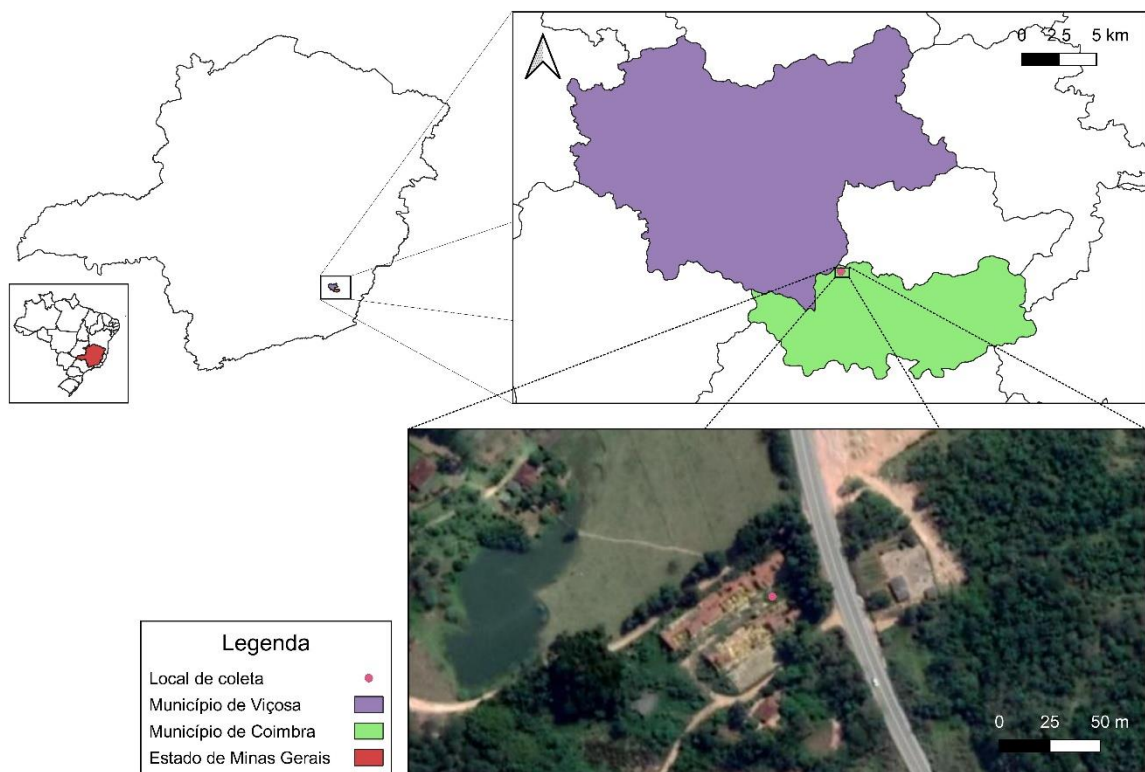 0 2.5 5 km
Legenda
Local de coleta
Município de Viçosa
Município de Coimbra
Estado de Minas Gerais
0 25 50 m